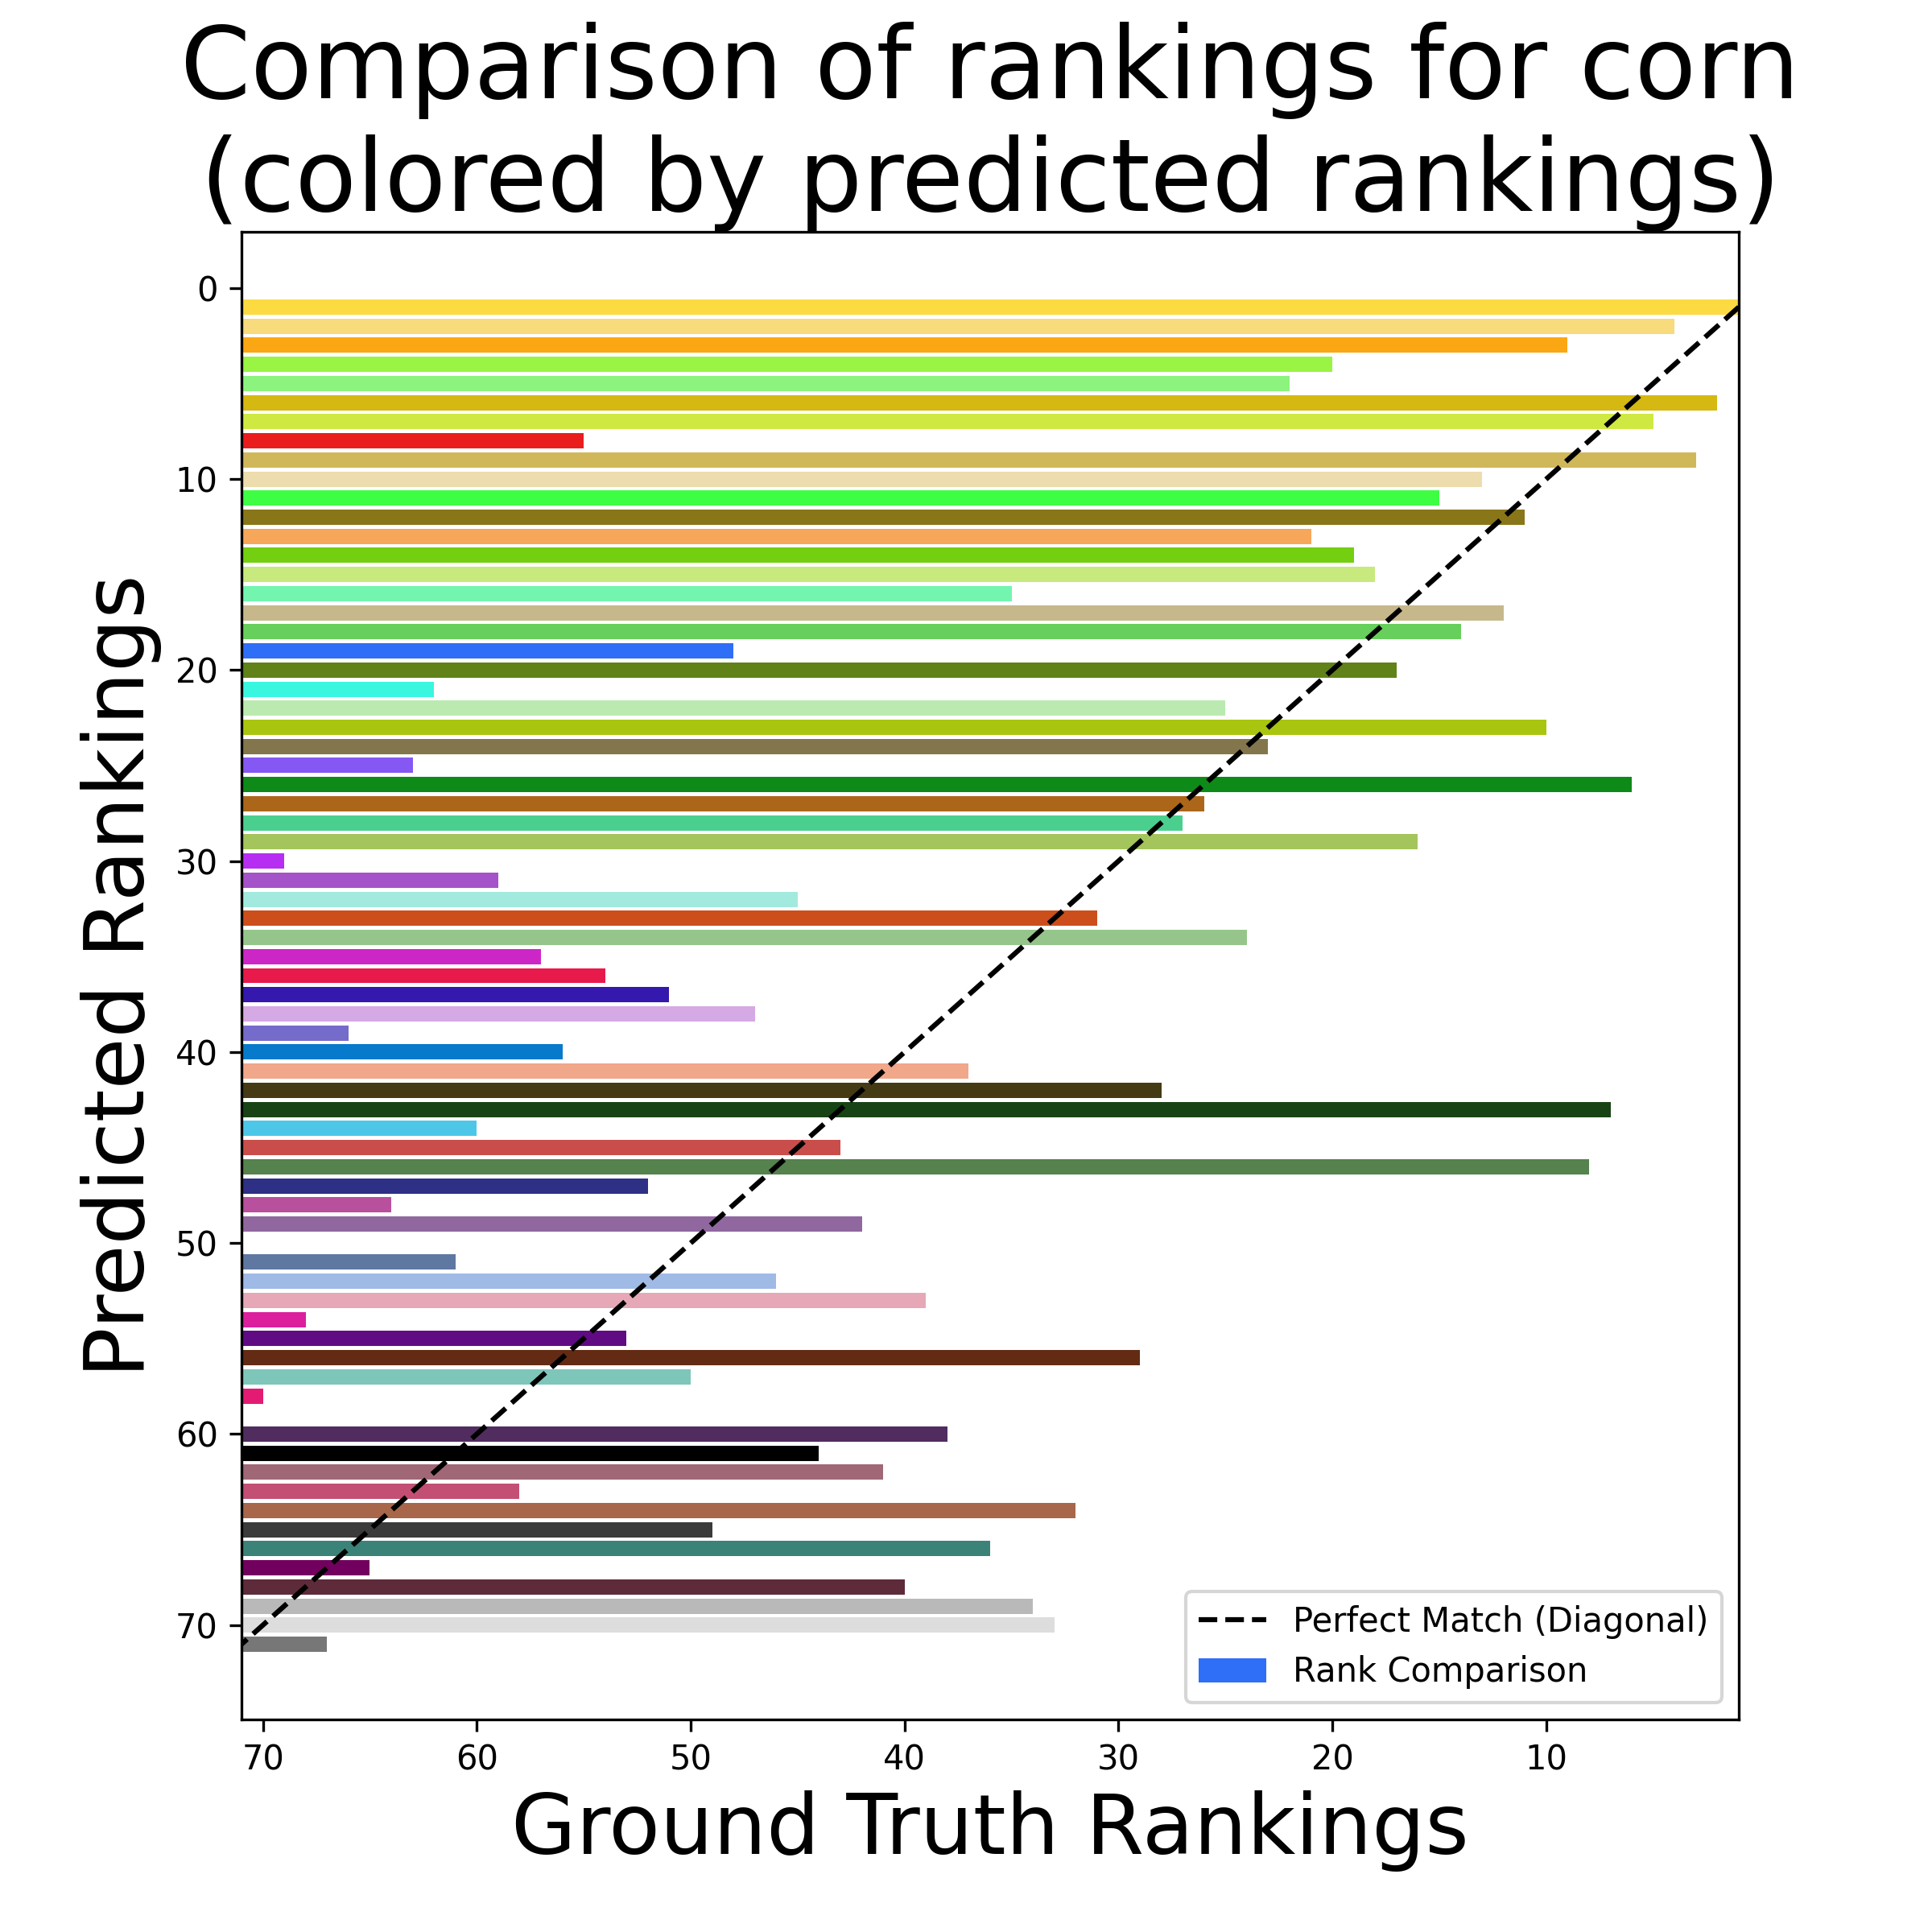 Comparison of rankings for corn
(colored by predicted rankings)
Predicted Rankings
0
10
20
30
40
50
60
70
70 60 50 40 30 20 10
Ground Truth Rankings
Perfect Match (Diagonal)
Rank Comparison